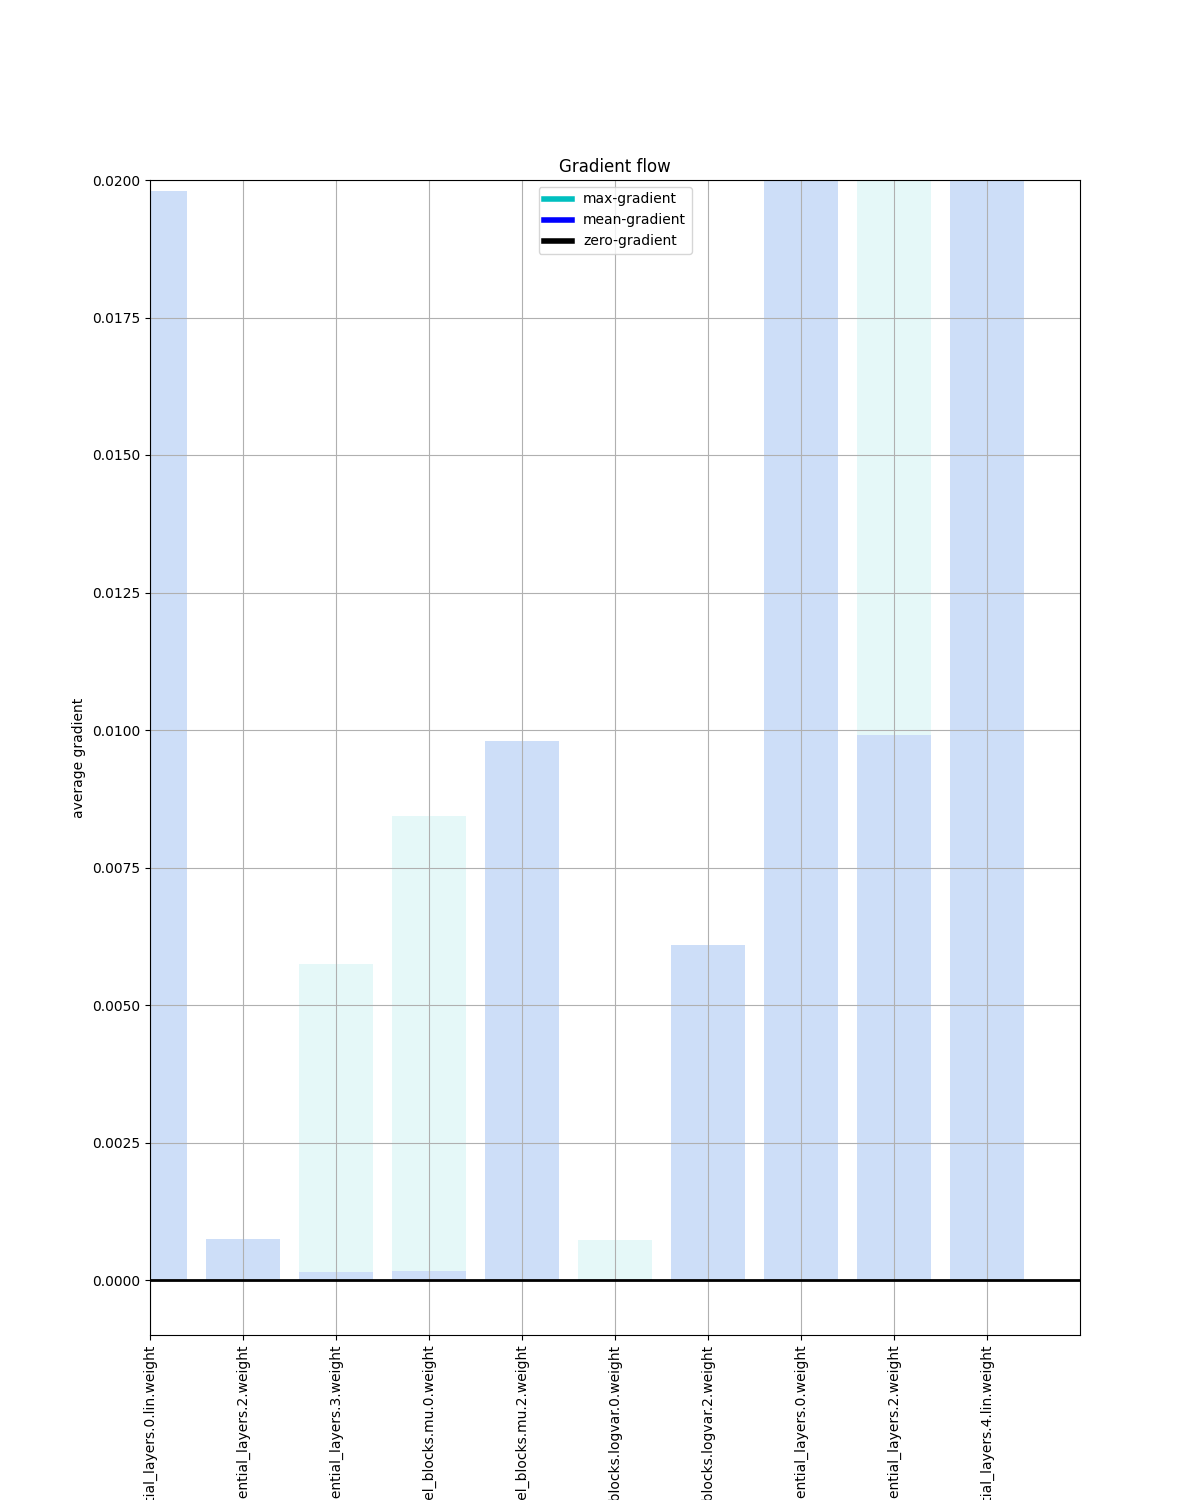 Gradient flow
max-gradient
mean-gradient
zero-gradient
0.0200
0.0175
0.0150
0.0125
0.0100
0.0075
0.0050
0.0025
0.0000
average gradient
tial_layers.0.lin.weight
ential_layers.2.weight
ential_layers.3.weight
el_blocks.mu.0.weight
el_blocks.mu.2.weight
blocks.logvar.0.weight
blocks.logvar.2.weight
ential_layers.0.weight
ential_layers.2.weight
tial_layers.4.lin.weight